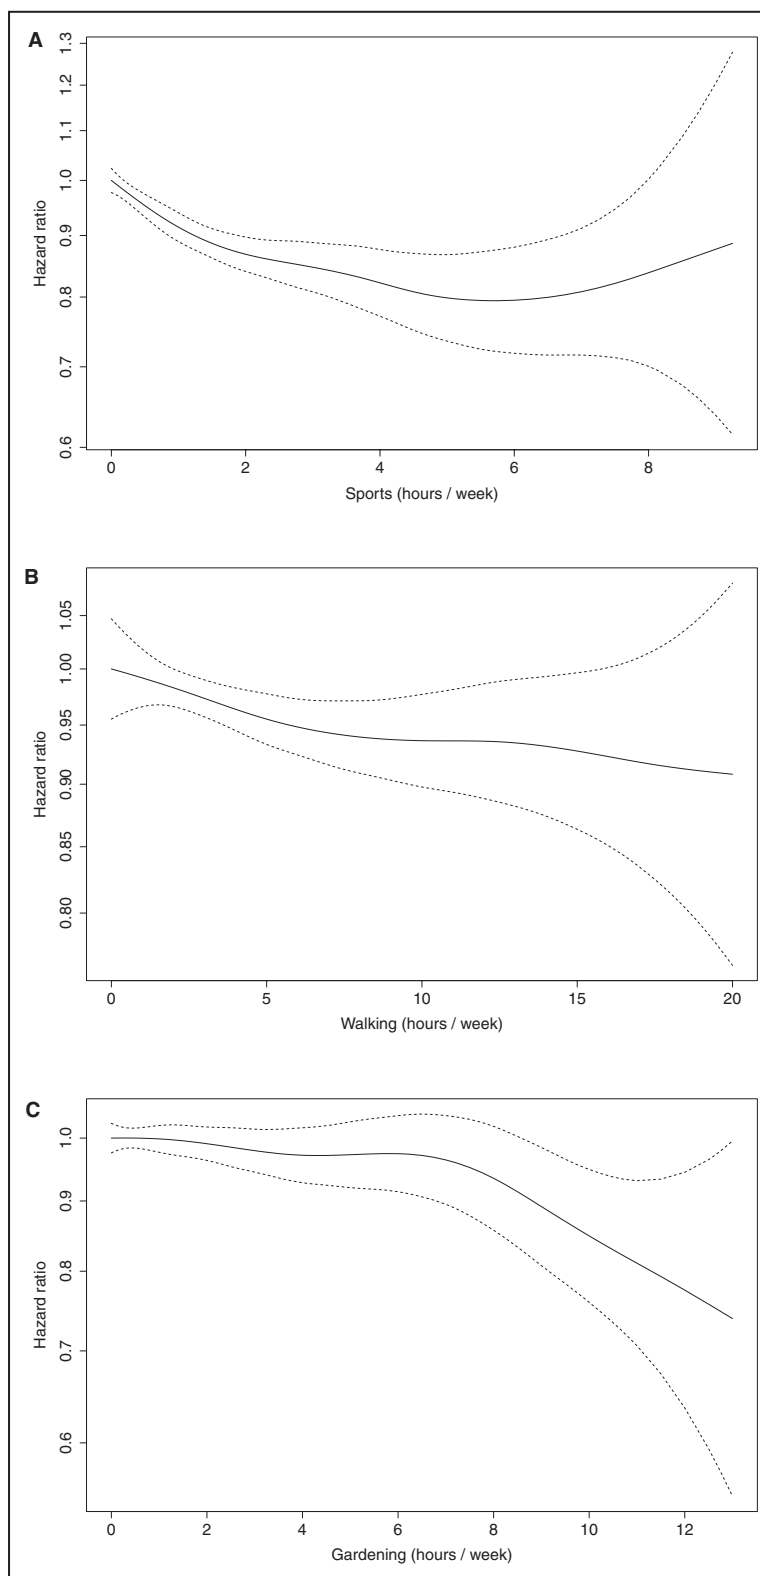 A
1.3
1.2
1.1
1.0
0.9
0.8
0.7
0.6
Hazard ratio
0 2 4 6 8
Sports (hours / week)
B
1.05
1.00
0.95
0.90
0.85
0.80
Hazard ratio
0 5 10 15 20
Walking (hours / week)
C
1.0
0.9
0.8
0.7
0.6
Hazard ratio
0 2 4 6 8 10 12
Gardening (hours / week)